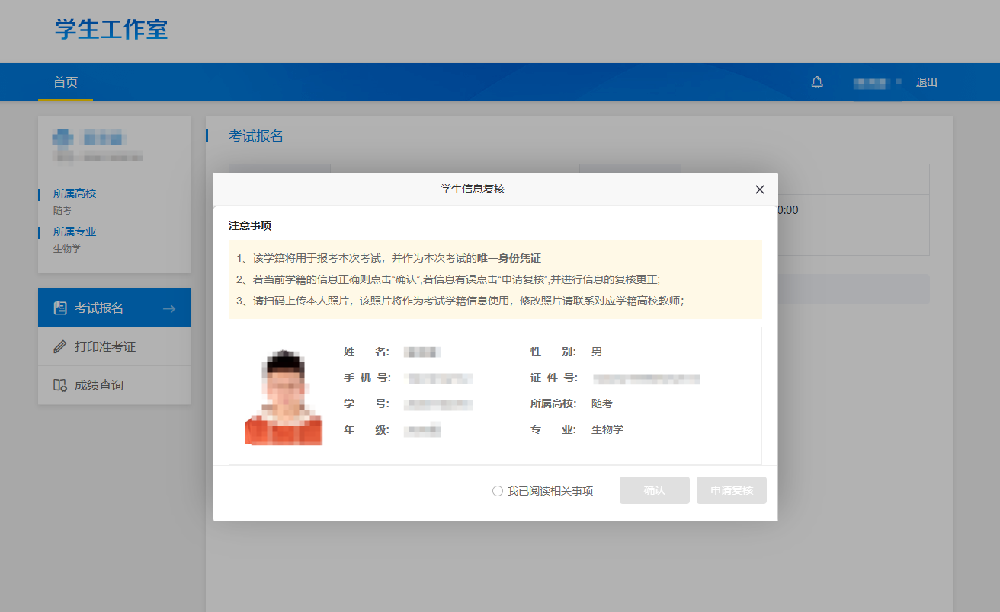 学生工作室
首页
退出
所属高校
随考
所属专业
生物学
考试报名
打印准考证
成绩查询
考试报名
0:00
学生信息复核
注意事项
1、该学籍将用于报考本次考试，并作为本次考试的唯一身份凭证
2、若当前学籍的信息正确则点击“确认”,若信息有误点击“申请复核”,并进行信息的复核更正;
3、请扫码上传本人照片，该照片将作为考试学籍信息使用，修改照片请联系对应学籍高校教师;
姓 名: 性 别: 男
手 机 号: 证 件 号:
学 号: 所属高校: 随考
年 级: 专 业: 生物学
我已阅读相关事项 确认 申请复核